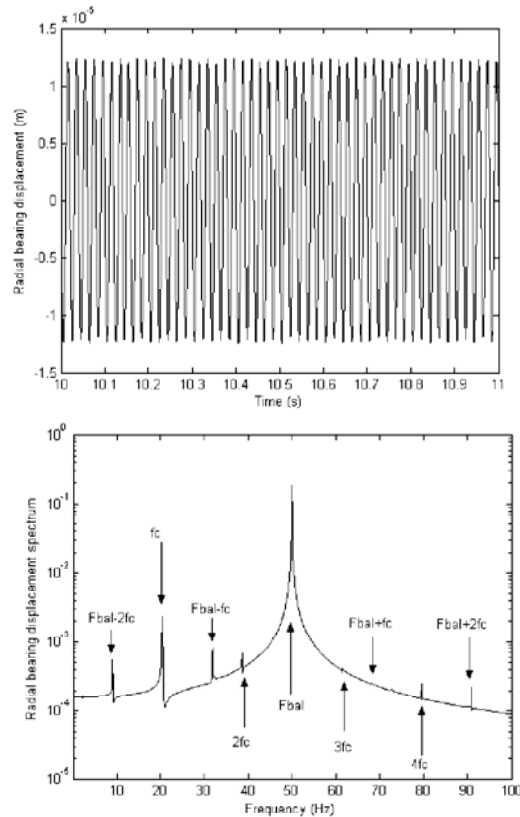 x 10⁻⁵
1.5
1
0.5
0
-0.5
-1
-1.5
Radial bearing displacement (m)
10 10.1 10.2 10.3 10.4 10.5 10.6 10.7 10.8 10.9 11
Time (s)
10⁰
10⁻¹
10⁻²
10⁻³
10⁻⁴
10⁻⁵
Radial bearing displacement spectrum
fc
Fbal-2fc
Fbal-fc
Fbal+fc
Fbal+2fc
2fc
Fbal
3fc
4fc
10 20 30 40 50 60 70 80 90 100
Frequency (Hz)